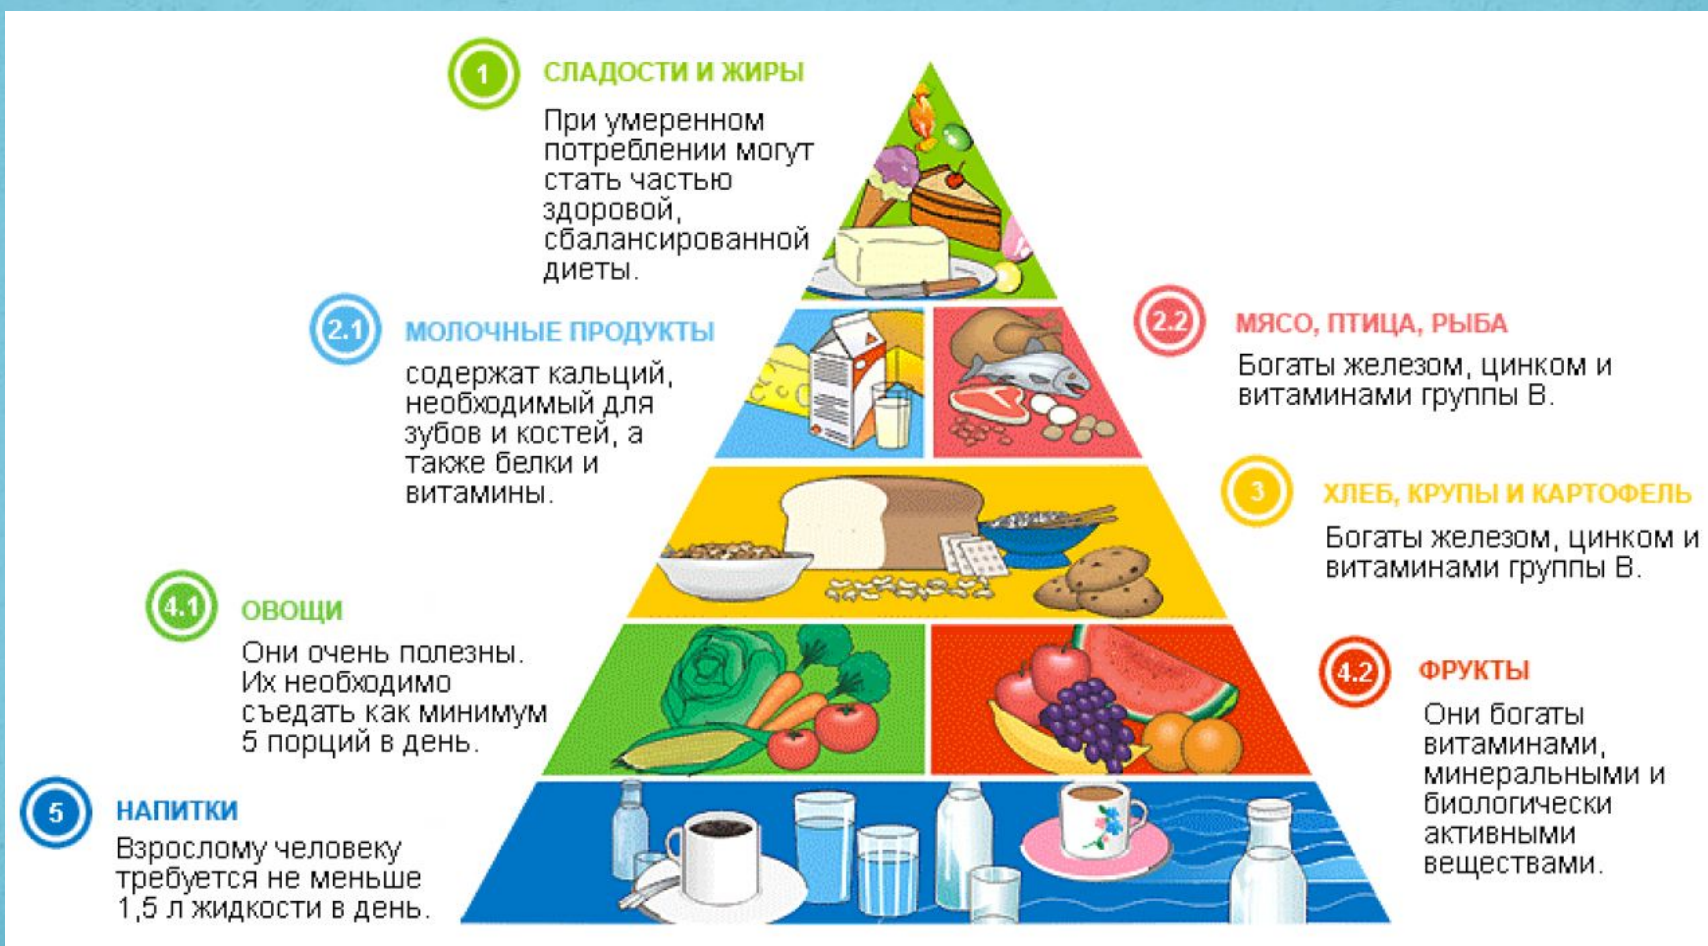 1
СЛАДОСТИ И ЖИРЫ
При умеренном
потреблении могут
стать частью
здоровой,
сбалансированной
диеты.
2.1
МОЛОЧНЫЕ ПРОДУКТЫ
содержат кальций,
необходимый для
зубов и костей, а
также белки и
витамины.
2.2
МЯСО, ПТИЦА, РЫБА
Богаты железом, цинком и
витаминами группы В.
3
ХЛЕБ, КРУПЫ И КАРТОФЕЛЬ
Богаты железом, цинком и
витаминами группы В.
4.1
ОВОЩИ
Они очень полезны.
Их необходимо
съедать как минимум
5 порций в день.
4.2
ФРУКТЫ
Они богаты
витаминами,
минеральными и
биологически
активными
веществами.
5
НАПИТКИ
Взрослому человеку
требуется не меньше
1,5 л жидкости в день.